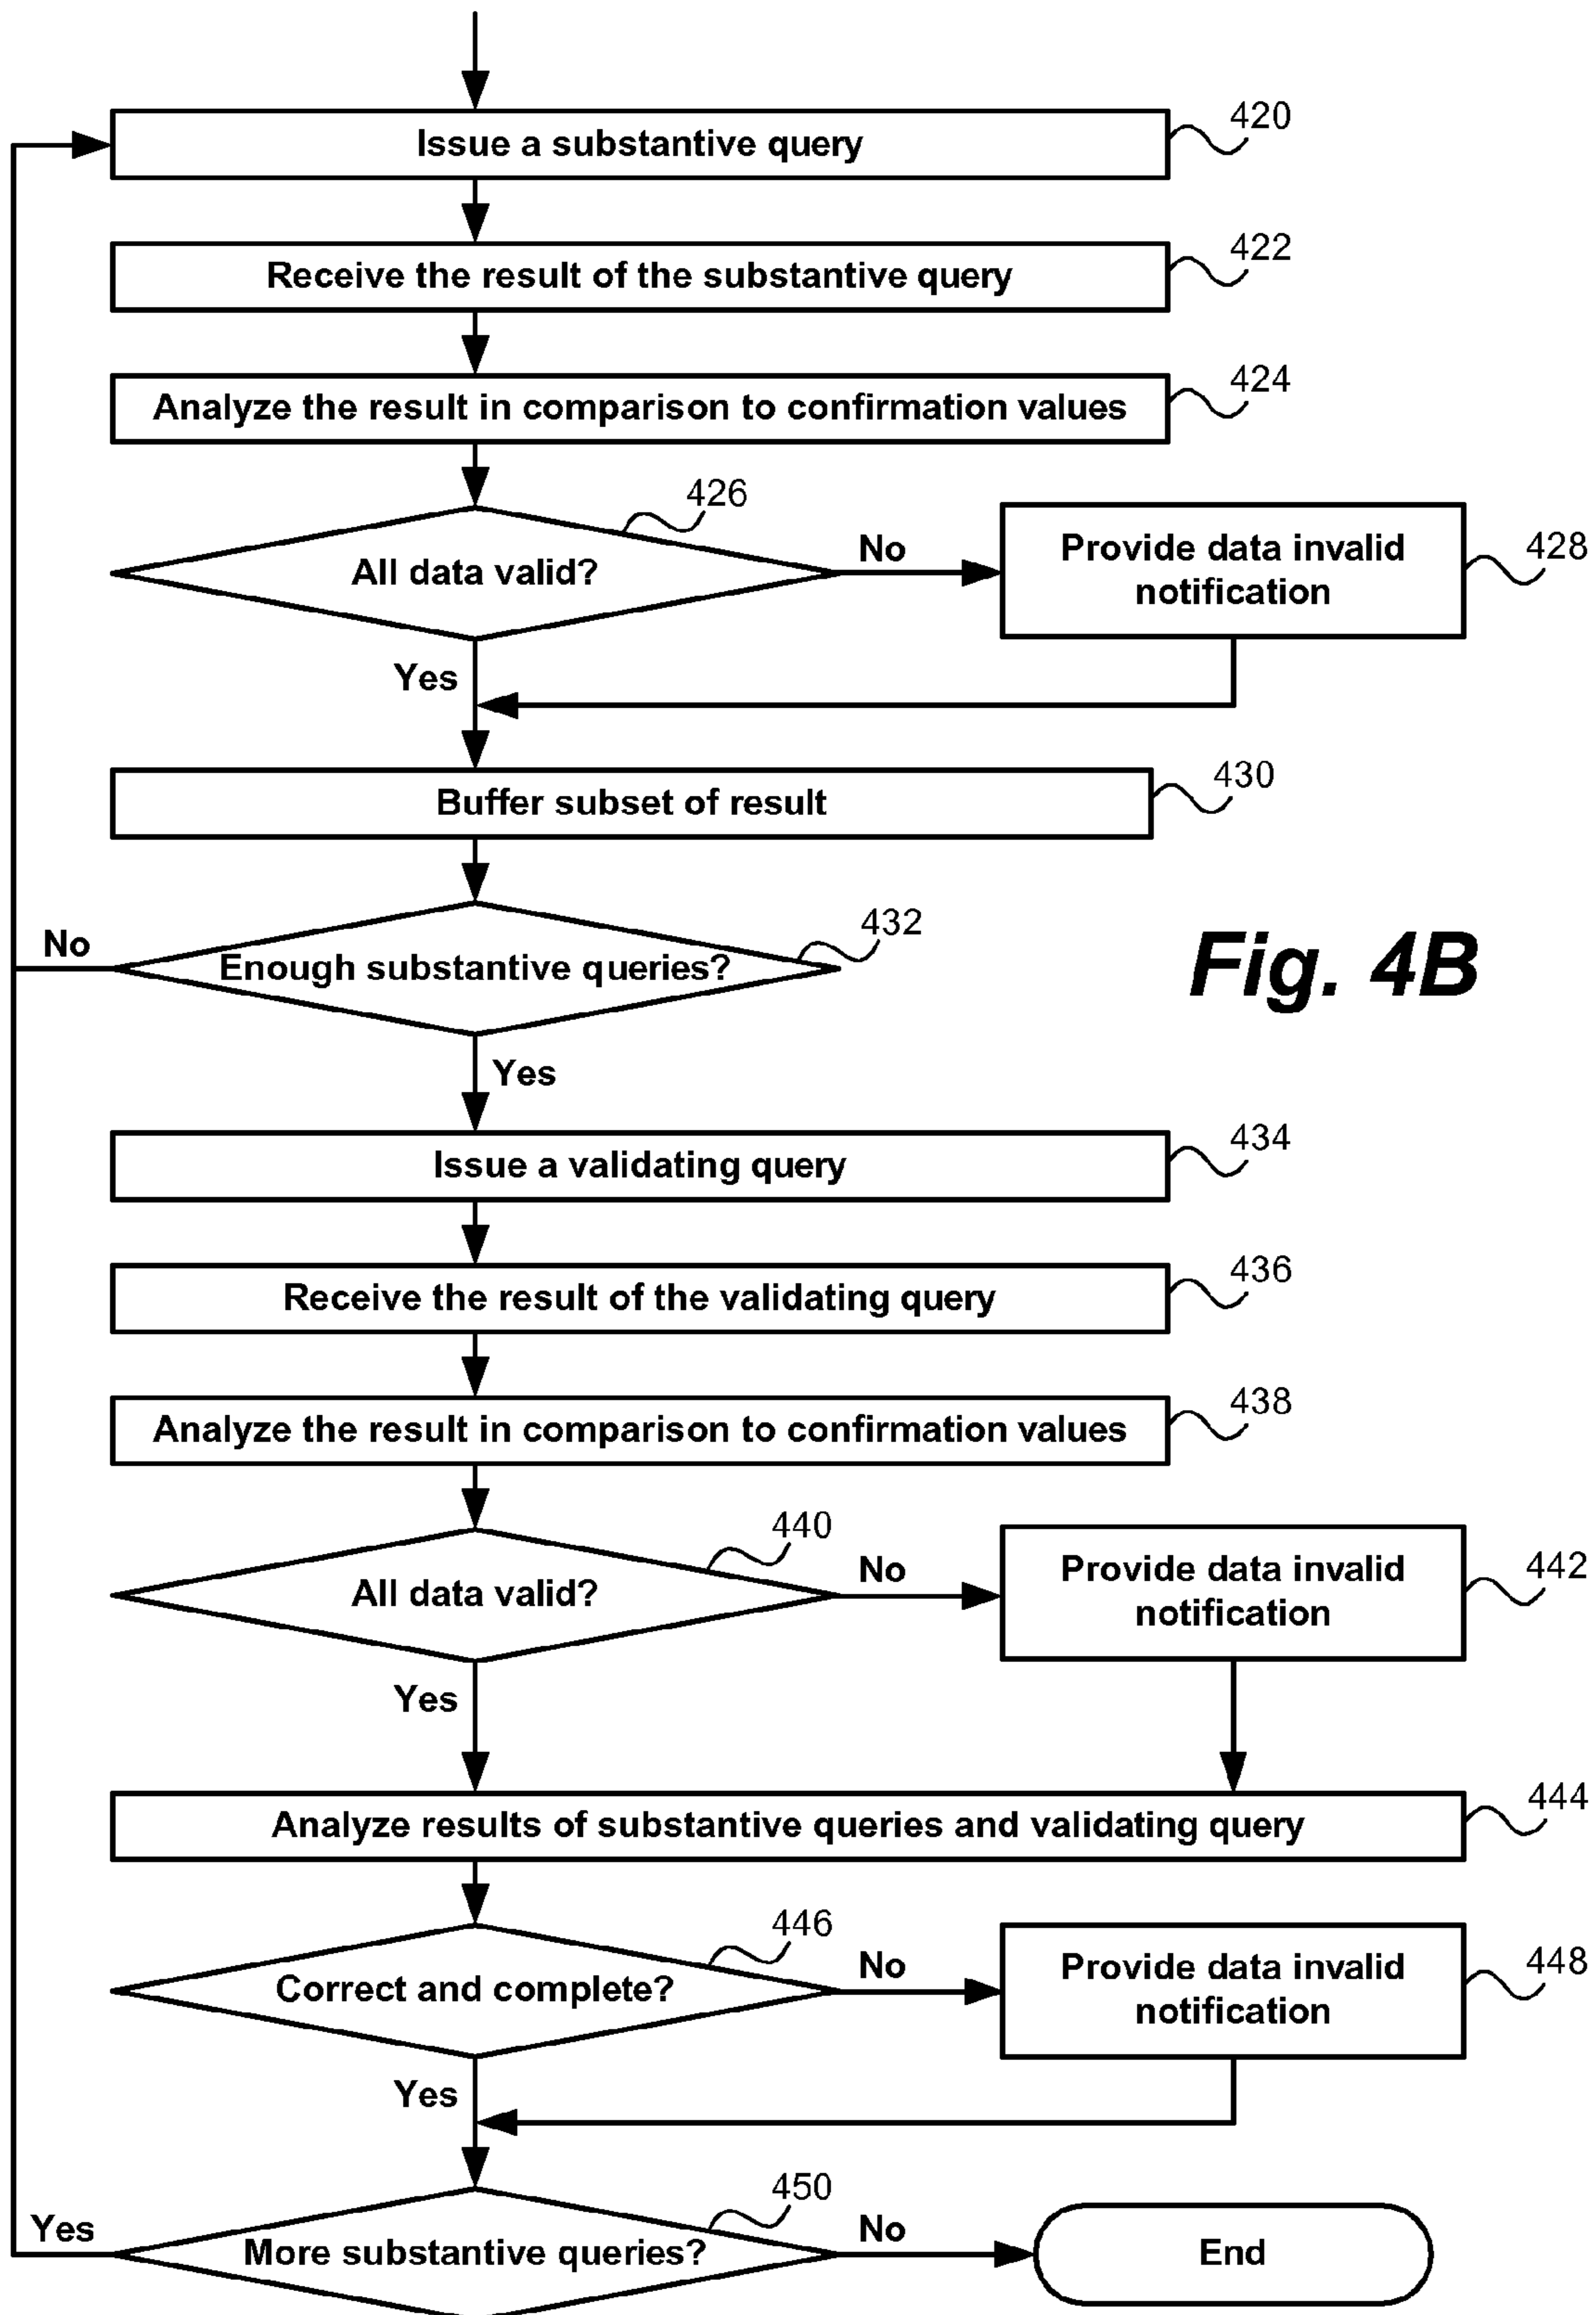 420
Issue a substantive query
422
Receive the result of the substantive query
424
Analyze the result in comparison to confirmation values
426
All data valid?
No
Provide data invalid
notification
428
Yes
430
Buffer subset of result
432
No
Enough substantive queries?
Fig. 4B
Yes
434
Issue a validating query
436
Receive the result of the validating query
438
Analyze the result in comparison to confirmation values
440
All data valid?
No
Provide data invalid
notification
442
Yes
444
Analyze results of substantive queries and validating query
446
Correct and complete?
No
Provide data invalid
notification
448
Yes
450
Yes
More substantive queries?
No
End